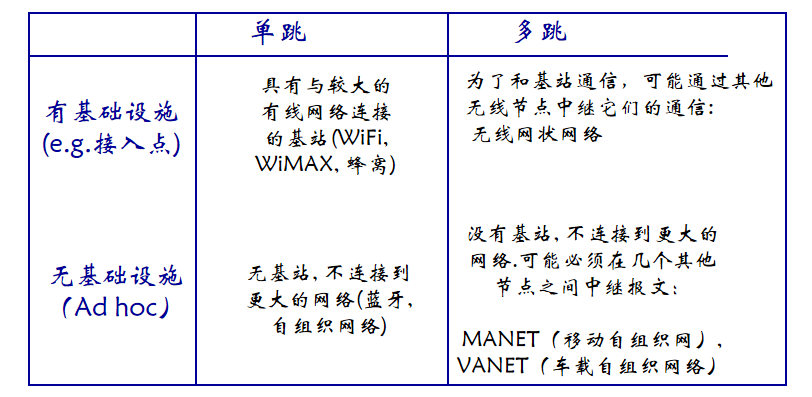 单跳
多跳
有基础设施
(e.g.接入点)
具有与较大的
有线网络连接
的基站(WiFi,
WiMAX, 蜂窝)
为了和基站通信，可能通过其他
无线节点中继它们的通信:
无线网状网络
无基础设施
（Ad hoc）
无基站, 不连接到
更大的网络(蓝牙,
自组织网络)
没有基站, 不连接到更大的
网络.可能必须在几个其他
节点之间中继报文:
MANET（移动自组织网）,
VANET（车载自组织网络）